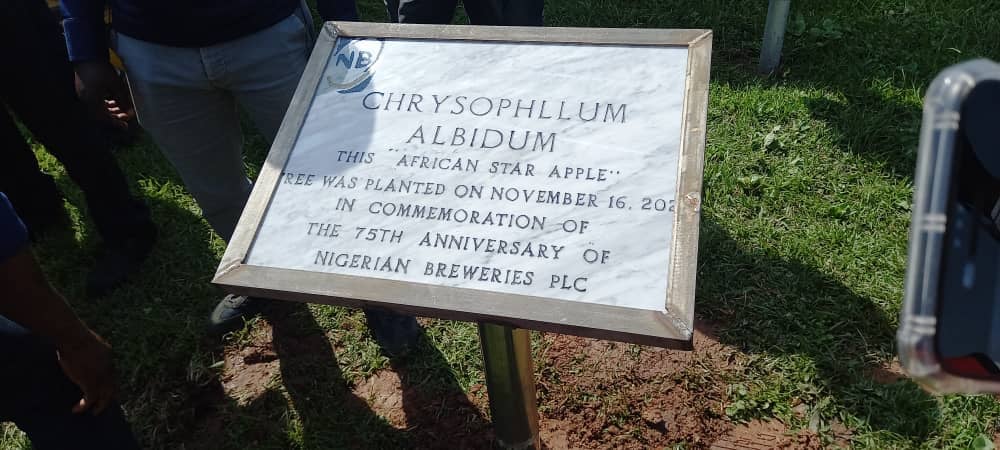 NB
CHRYSOPHLLUM
ALBIDUM
THIS "AFRICAN STAR APPLE"
REE WAS PLANTED ON NOVEMBER 16, 202
IN COMMEMORATION OF
THE 75TH ANNIVERSARY OF
NIGERIAN BREWERIES PLC